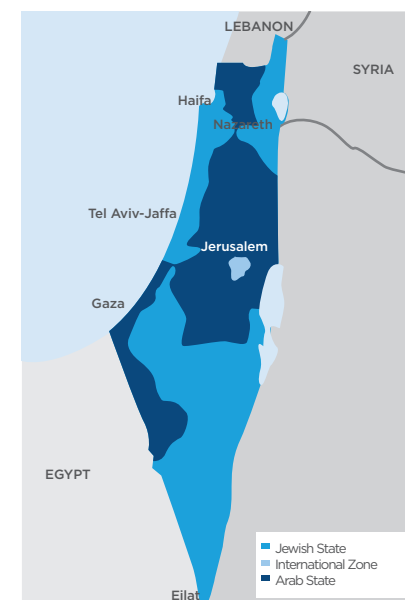 LEBANON
SYRIA
Haifa
Nazareth
Tel Aviv-Jaffa
Jerusalem
Gaza
EGYPT
Jewish State
International Zone
Arab State
Eilat